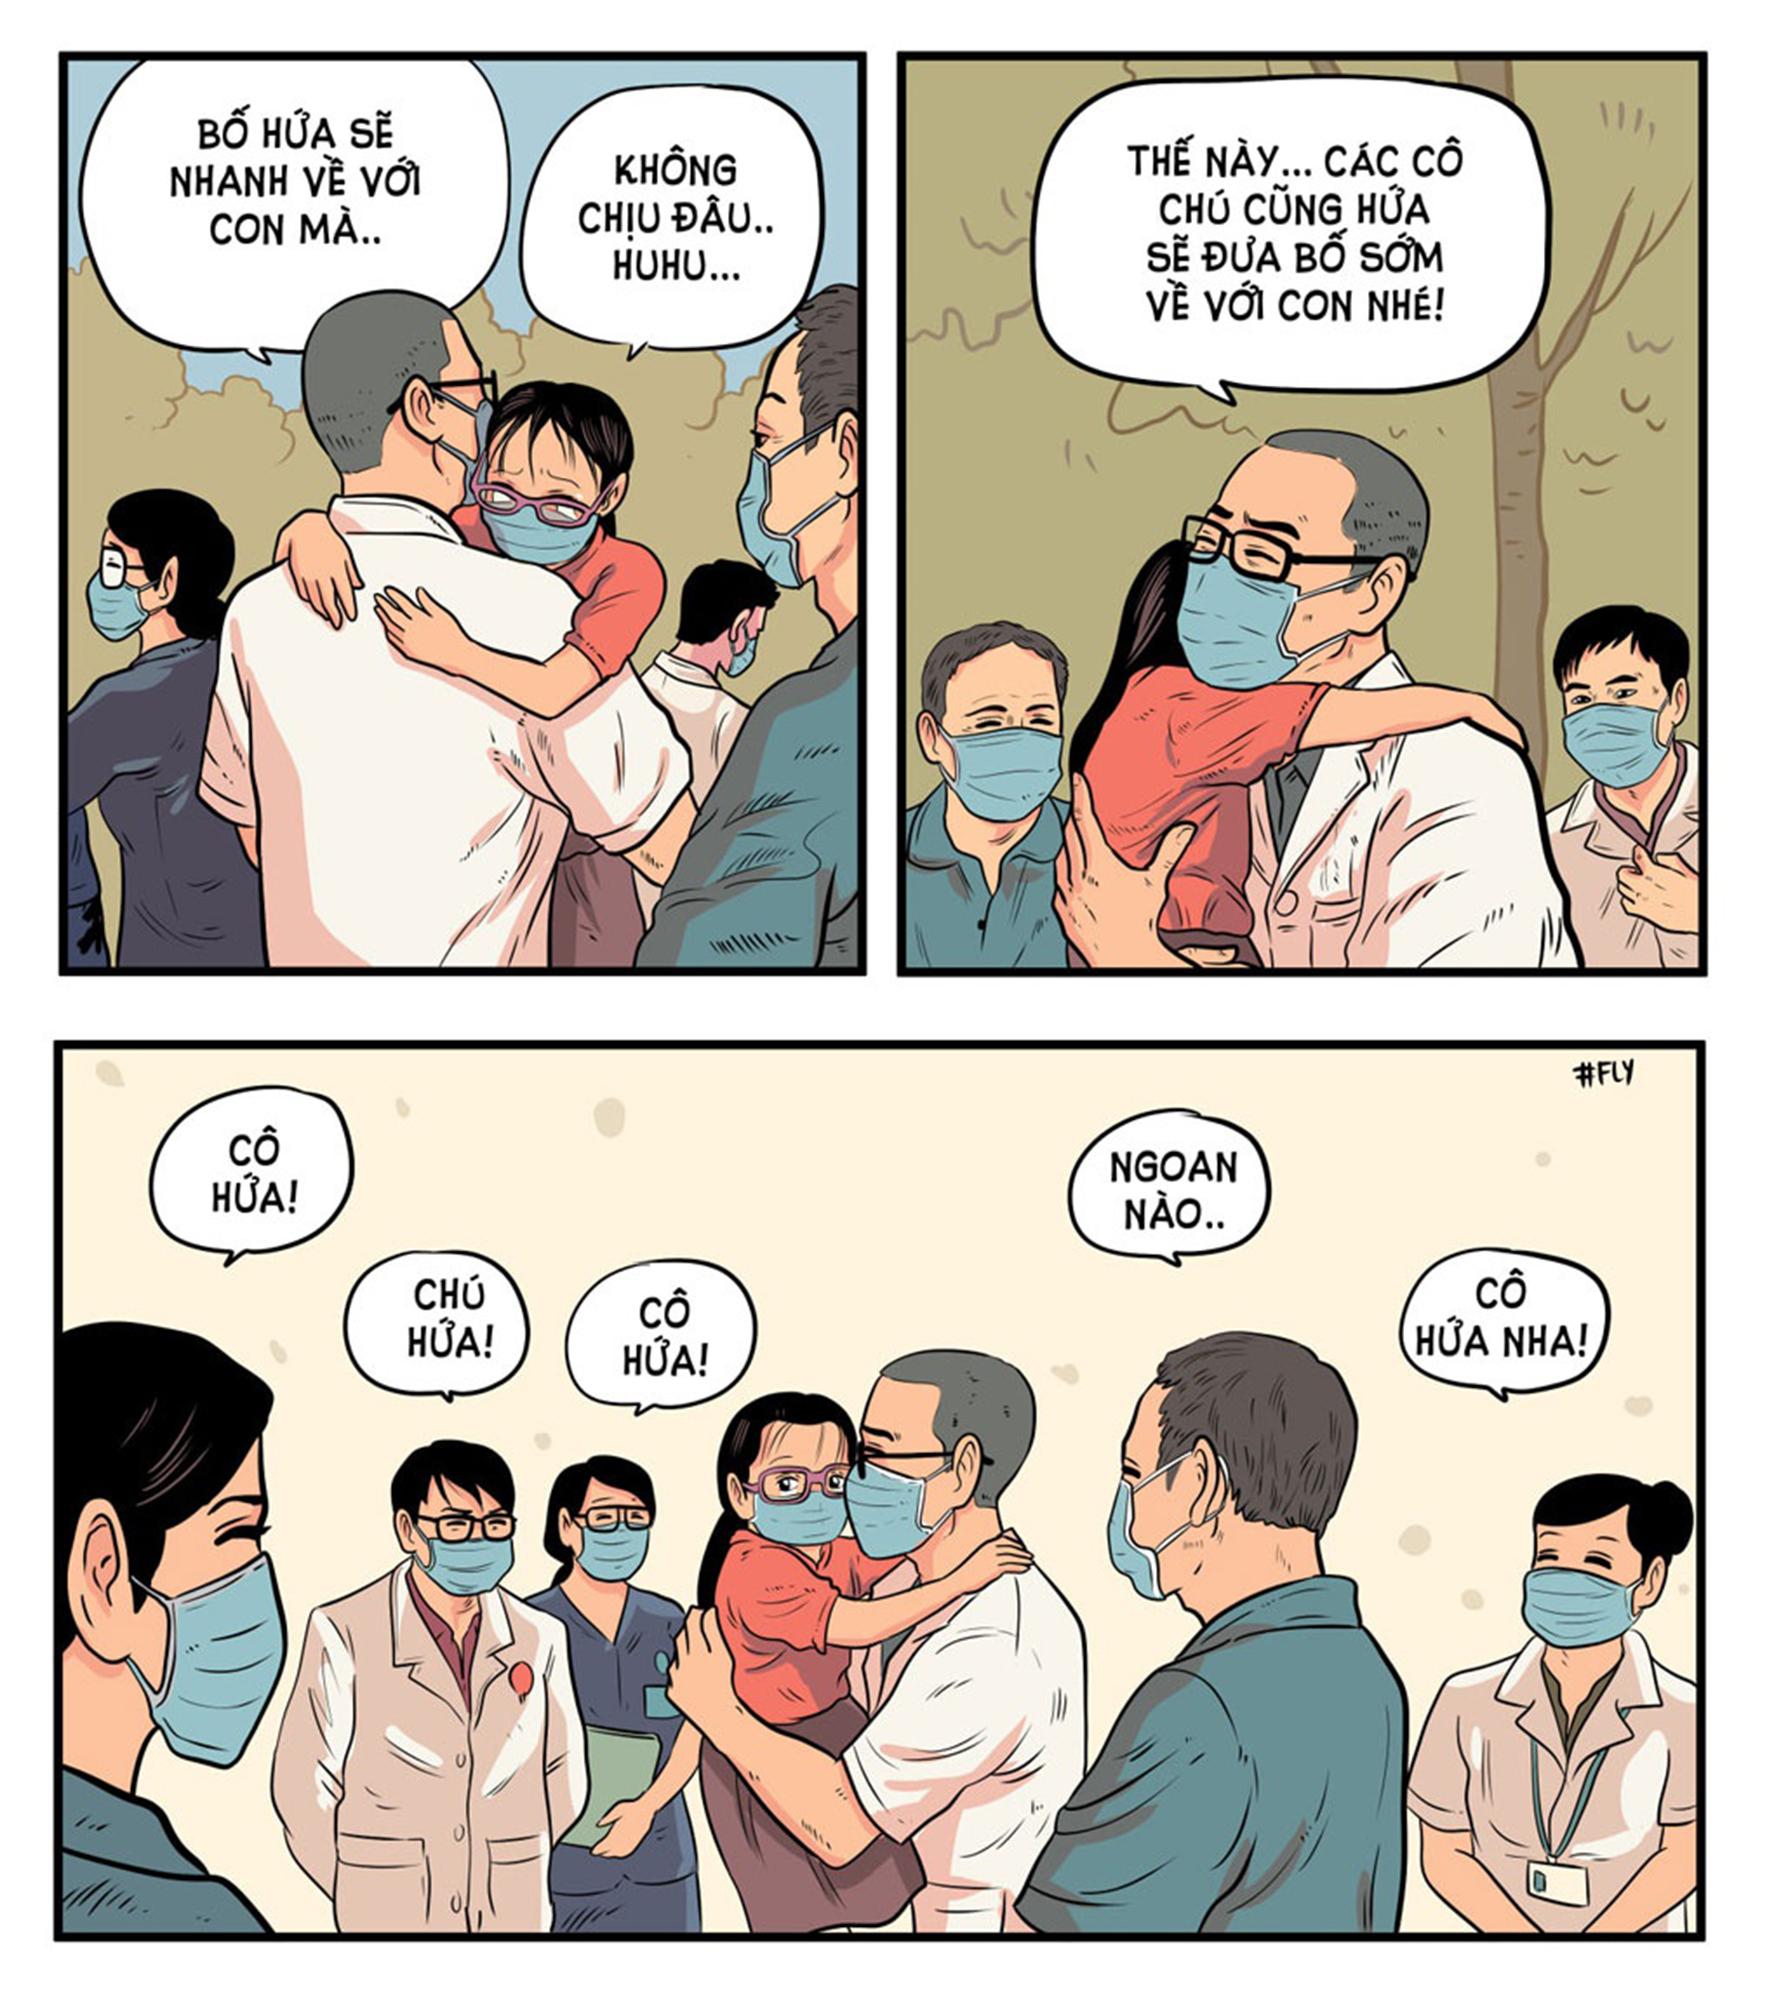 BỐ HỨA SẼ
NHANH VỀ VỚI
CON MÀ..
KHÔNG
CHỊU ĐÂU..
HUHU...
THẾ NÀY... CÁC CÔ
CHÚ CŨNG HỨA
SẼ ĐƯA BỐ SỚM
VỀ VỚI CON NHÉ!
#FLY
CÔ
HỨA!
CHÚ
HỨA!
CÔ
HỨA!
NGOAN
NÀO..
CÔ
HỨA NHA!